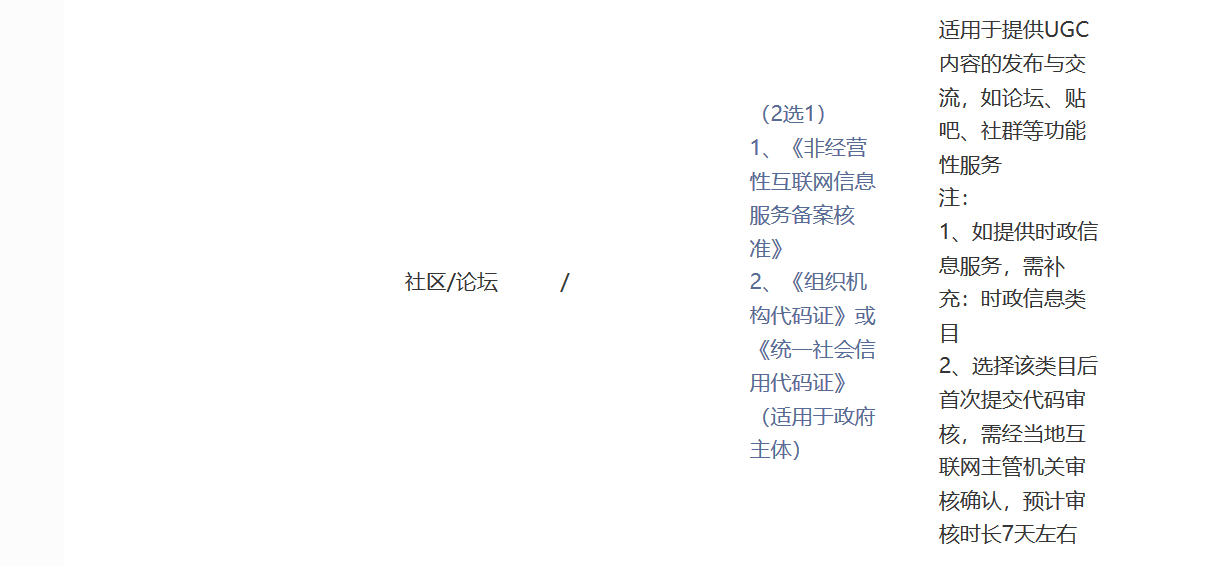 社区/论坛
/
（2选1）
1、《非经营
性互联网信息
服务备案核
准》
2、《组织机
构代码证》或
《统一社会信
用代码证》
（适用于政府
主体）
适用于提供UGC
内容的发布与交
流，如论坛、贴
吧、社群等功能
性服务
注：
1、如提供时政信
息服务，需补
充：时政信息类
目
2、选择该类目后
首次提交代码审
核，需经当地互
联网主管机关审
核确认，预计审
核时长7天左右